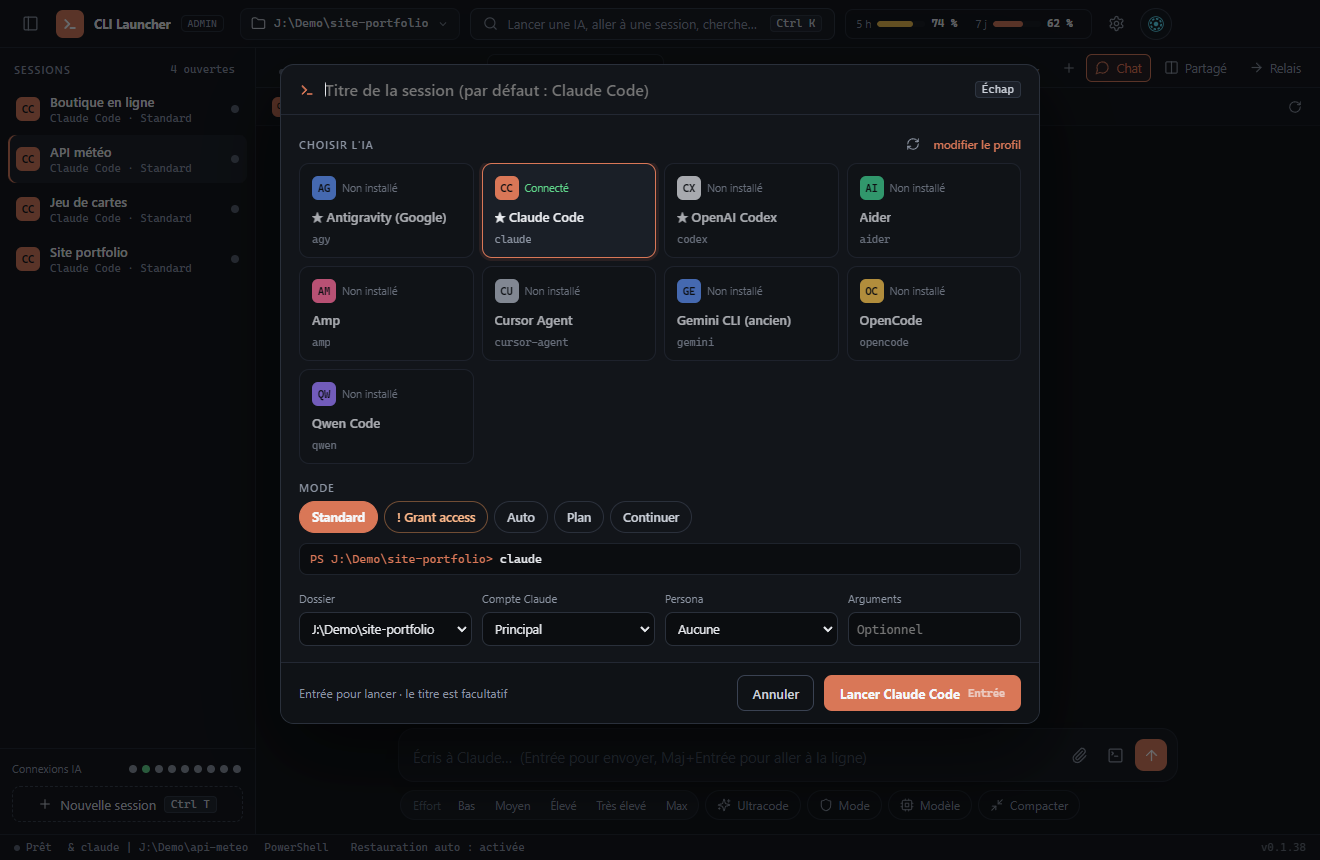 CLI Launcher ADMIN J:\Demo\site-portfolio Lancer une IA, aller à une session, cherche... Ctrl K 5 h 74 % 7 j 62 %
SESSIONS 4 ouvertes
CC Boutique en ligne
Claude Code · Standard
CC API météo
Claude Code · Standard
CC Jeu de cartes
Claude Code · Standard
CC Site portfolio
Claude Code · Standard
Connexions IA
+ Nouvelle session Ctrl T
+ Chat Partagé Relais
Titre de la session (par défaut : Claude Code) Échap
CHOISIR L'IA modifier le profil
AG Non installé
★ Antigravity (Google)
agy
CC Connecté
★ Claude Code
claude
CX Non installé
★ OpenAI Codex
codex
AI Non installé
Aider
aider
AM Non installé
Amp
amp
CU Non installé
Cursor Agent
cursor-agent
GE Non installé
Gemini CLI (ancien)
gemini
OC Non installé
OpenCode
opencode
QW Non installé
Qwen Code
qwen
MODE
Standard ! Grant access Auto Plan Continuer
PS J:\Demo\site-portfolio> claude
Dossier Compte Claude Persona Arguments
J:\Demo\site-portfolio Principal Aucune Optionnel
Entrée pour lancer · le titre est facultatif Annuler Lancer Claude Code Entrée
Écris à Claude... (Entrée pour envoyer, Maj+Entrée pour aller à la ligne)
Effort Bas Moyen Élevé Très élevé Max Ultracode Mode Modèle Compacter
Prêt & claude | J:\Demo\api-meteo PowerShell Restauration auto : activée v0.1.38